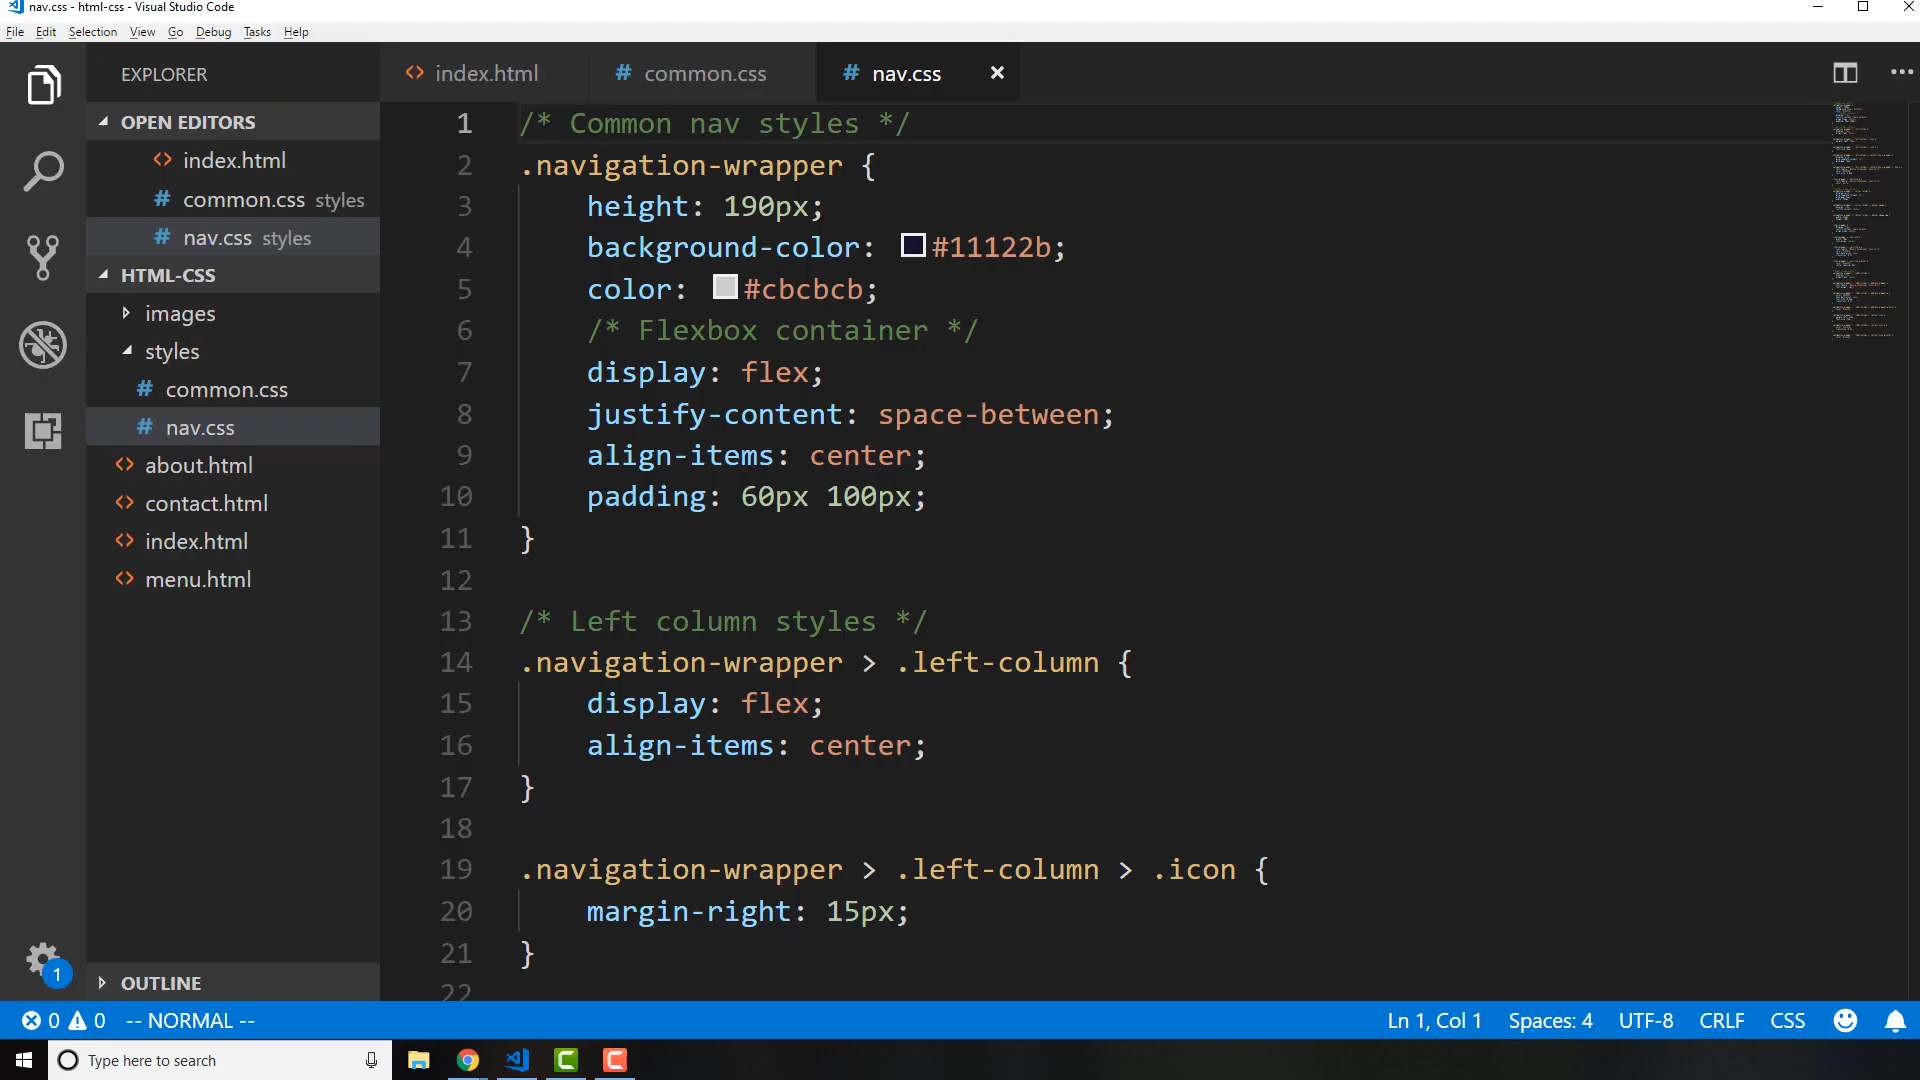 nav.css - html-css - Visual Studio Code
File Edit Selection View Go Debug Tasks Help
EXPLORER
OPEN EDITORS
index.html
common.css styles
nav.css styles
HTML-CSS
images
styles
common.css
nav.css
about.html
contact.html
index.html
menu.html
OUTLINE
index.html common.css nav.css
1 /* Common nav styles */
2 .navigation-wrapper {
3 height: 190px;
4 background-color: #11122b;
5 color: #cbcbcb;
6 /* Flexbox container */
7 display: flex;
8 justify-content: space-between;
9 align-items: center;
10 padding: 60px 100px;
11 }
12
13 /* Left column styles */
14 .navigation-wrapper > .left-column {
15 display: flex;
16 align-items: center;
17 }
18
19 .navigation-wrapper > .left-column > .icon {
20 margin-right: 15px;
21 }
22
1
0 0 -- NORMAL -- Ln 1, Col 1 Spaces: 4 UTF-8 CRLF CSS
Type here to search